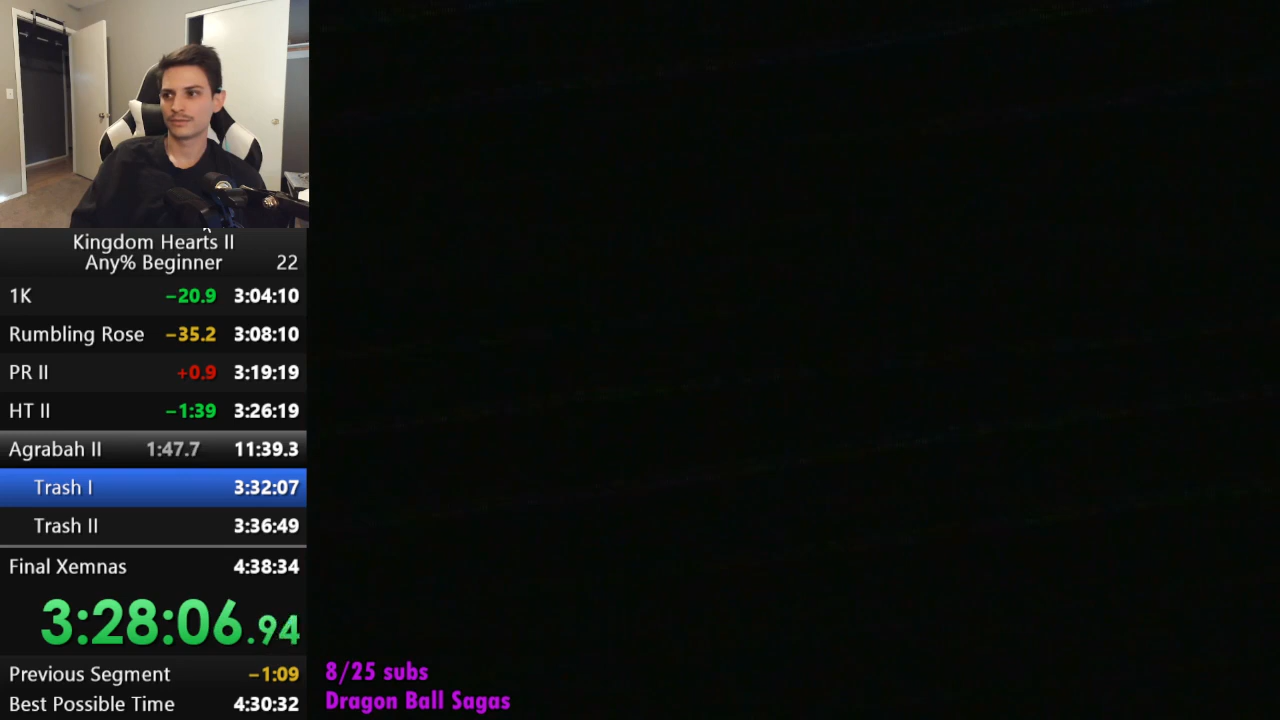 Kingdom Hearts II
Any% Beginner 22
1K −20.9 3:04:10
Rumbling Rose −35.2 3:08:10
PR II +0.9 3:19:19
HT II −1:39 3:26:19
Agrabah II 1:47.7 11:39.3
Trash I 3:32:07
Trash II 3:36:49
Final Xemnas 4:38:34
3:28:06.94
Previous Segment −1:09
Best Possible Time 4:30:32
8/25 subs
Dragon Ball Sagas